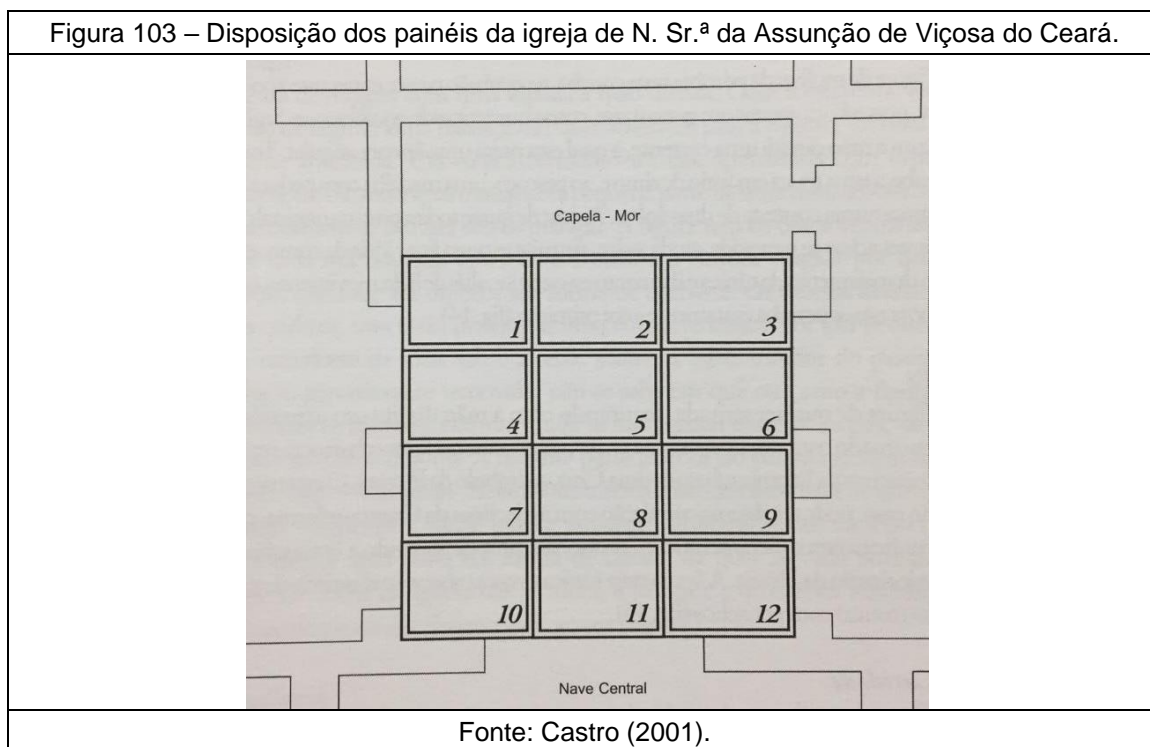 Figura 103 – Disposição dos painéis da igreja de N. Sr.ª da Assunção de Viçosa do Ceará.
Capela - Mor
1 2 3
4 5 6
7 8 9
10 11 12
Nave Central
Fonte: Castro (2001).